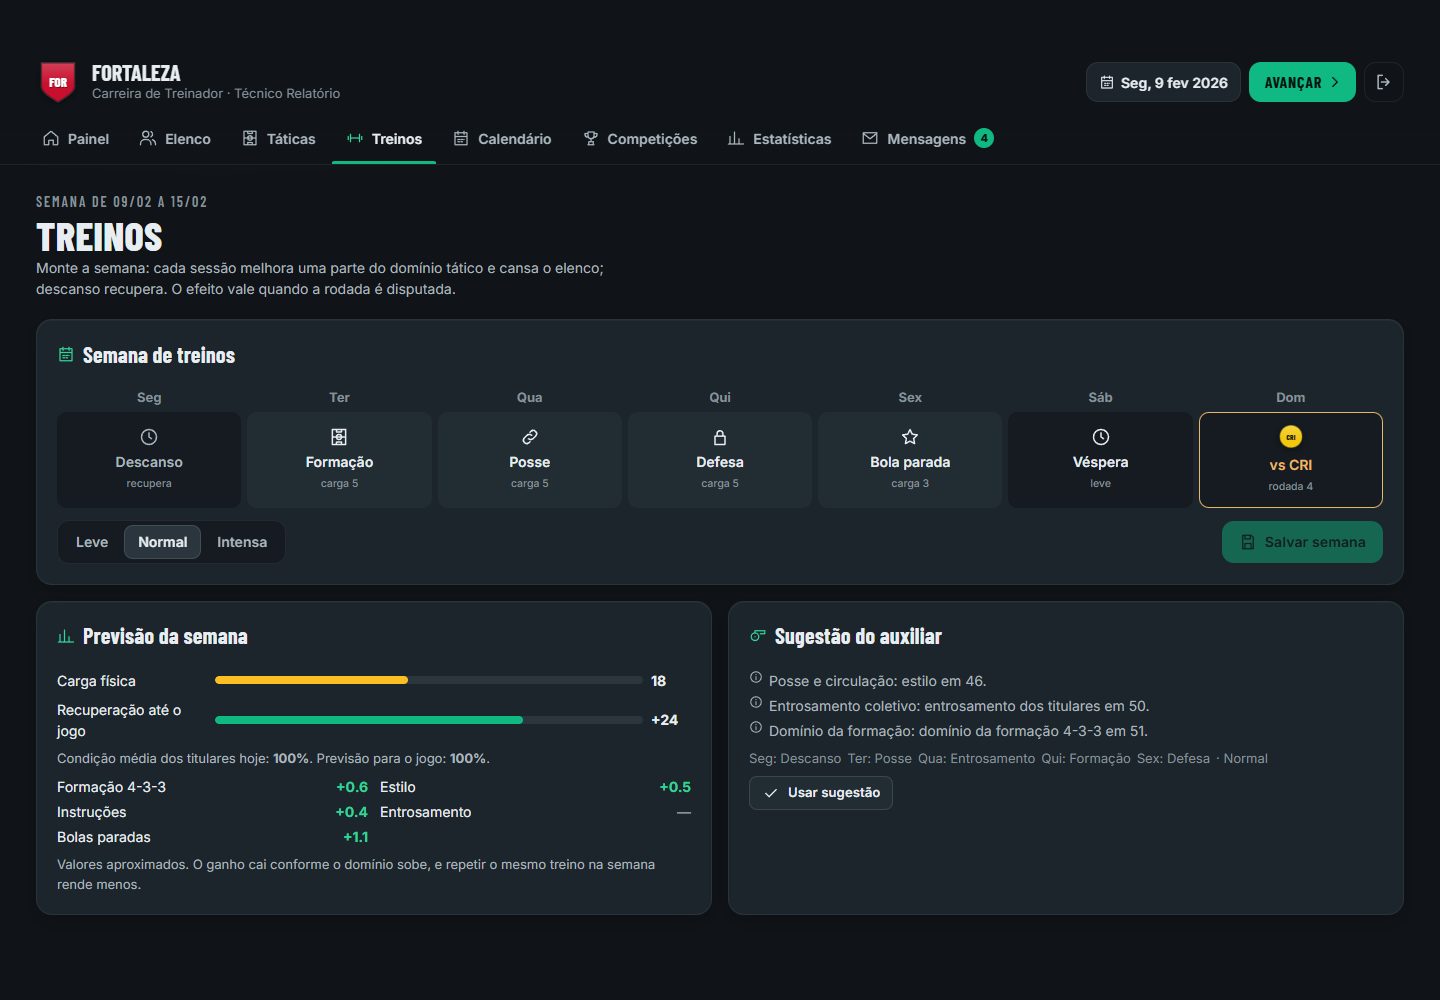 FOR
FORTALEZA
Carreira de Treinador · Técnico Relatório
Seg, 9 fev 2026
AVANÇAR
Painel
Elenco
Táticas
Treinos
Calendário
Competições
Estatísticas
Mensagens 4
SEMANA DE 09/02 A 15/02
TREINOS
Monte a semana: cada sessão melhora uma parte do domínio tático e cansa o elenco;
descanso recupera. O efeito vale quando a rodada é disputada.
Semana de treinos
Seg
Ter
Qua
Qui
Sex
Sáb
Dom
Descanso
recupera
Formação
carga 5
Posse
carga 5
Defesa
carga 5
Bola parada
carga 3
Véspera
leve
CRI
vs CRI
rodada 4
Leve
Normal
Intensa
Salvar semana
Previsão da semana
Carga física 18
Recuperação até o
jogo
+24
Condição média dos titulares hoje: 100%. Previsão para o jogo: 100%.
Formação 4-3-3 +0.6 Estilo +0.5
Instruções +0.4 Entrosamento —
Bolas paradas +1.1
Valores aproximados. O ganho cai conforme o domínio sobe, e repetir o mesmo treino na semana
rende menos.
Sugestão do auxiliar
Posse e circulação: estilo em 46.
Entrosamento coletivo: entrosamento dos titulares em 50.
Domínio da formação: domínio da formação 4-3-3 em 51.
Seg: Descanso Ter: Posse Qua: Entrosamento Qui: Formação Sex: Defesa · Normal
Usar sugestão